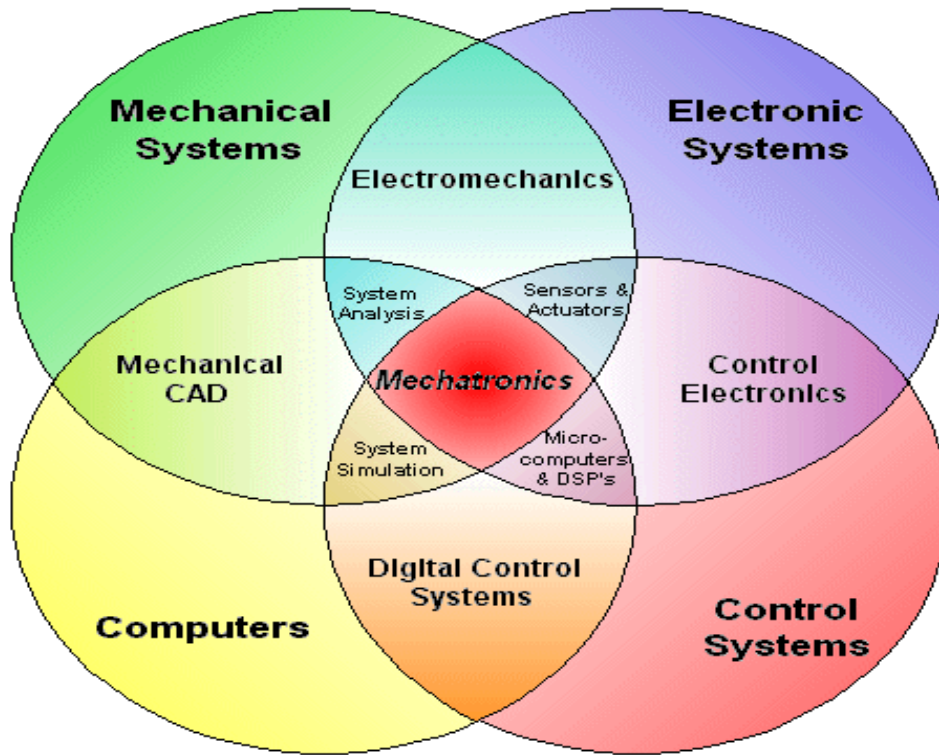 Mechanical
Systems
Electronic
Systems
Electromechanics
System
Analysis
Sensors &
Actuators
Mechanical
CAD
Mechatronics
Control
Electronics
System
Simulation
Micro-
computers
& DSP's
Digital Control
Systems
Computers
Control
Systems